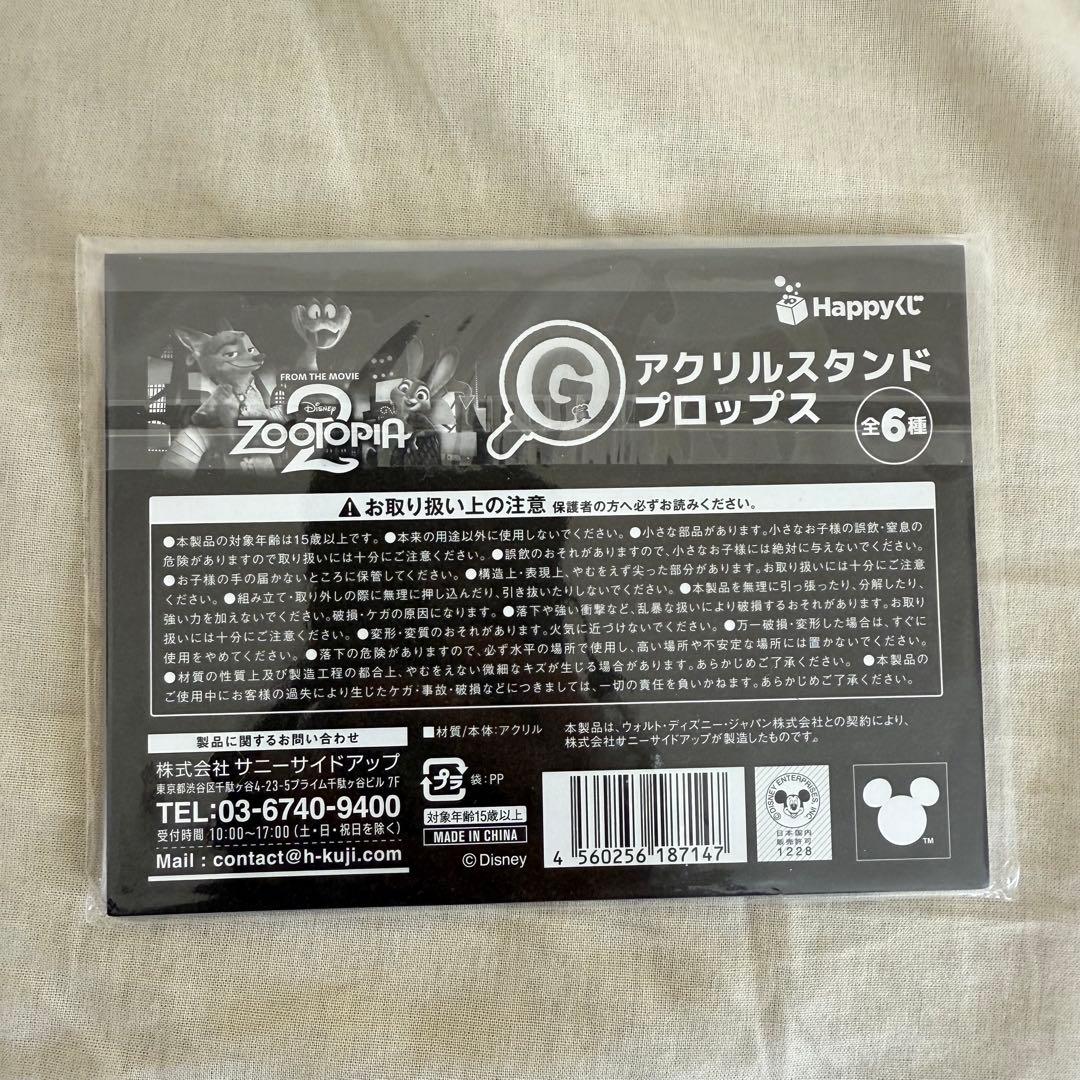 Happyくじ
FROM THE MOVIE
Disney
ZOOTOPIA
2
G
アクリルスタンド
プロップス
全6種
お取り扱い上の注意 保護者の方へ必ずお読みください。
●本製品の対象年齢は15歳以上です。●本来の用途以外に使用しないでください。●小さな部品があります。小さなお子様の誤飲・窒息の
危険がありますので取り扱いには十分にご注意ください。●誤飲のおそれがありますので、小さなお子様には絶対に与えないでください。
●お子様の手の届かないところに保管してください。●構造上・表現上、やむをえず尖った部分があります。お取り扱いには十分にご注意
ください。●組み立て・取り外しの際に無理に押し込んだり、引き抜いたりしないでください。●本製品を無理に引っ張ったり、分解したり、
強い力を加えないでください。破損・ケガの原因になります。●落下や強い衝撃など、乱暴な扱いにより破損するおそれがあります。お取り
扱いには十分にご注意ください。●変形・変質のおそれがあります。火気に近づけないでください。●万一破損・変形した場合は、すぐに
使用をやめてください。●落下の危険がありますので、必ず水平の場所で使用し、高い場所や不安定な場所には置かないでください。
●材質の性質上及び製造工程の都合上、やむをえない微細なキズが生じる場合があります。あらかじめご了承ください。●本製品の
ご使用中にお客様の過失により生じたケガ・事故・破損などにつきましては、一切の責任を負いかねます。あらかじめご了承ください。
製品に関するお問い合わせ
株式会社 サニーサイドアップ
東京都渋谷区千駄ヶ谷4-23-5プライム千駄ヶ谷ビル 7F
TEL:03-6740-9400
受付時間 10:00〜17:00(土・日・祝日を除く)
Mail : contact@h-kuji.com
■材質/本体:アクリル
プラ 袋:PP
対象年齢15歳以上
MADE IN CHINA
©Disney
本製品は、ウォルト・ディズニー・ジャパン株式会社との契約により、
株式会社サニーサイドアップが製造したものです。
4 560256 187147
©DISNEY ENTERPRISES, INC.
日本国内
販売許可
1228
TM